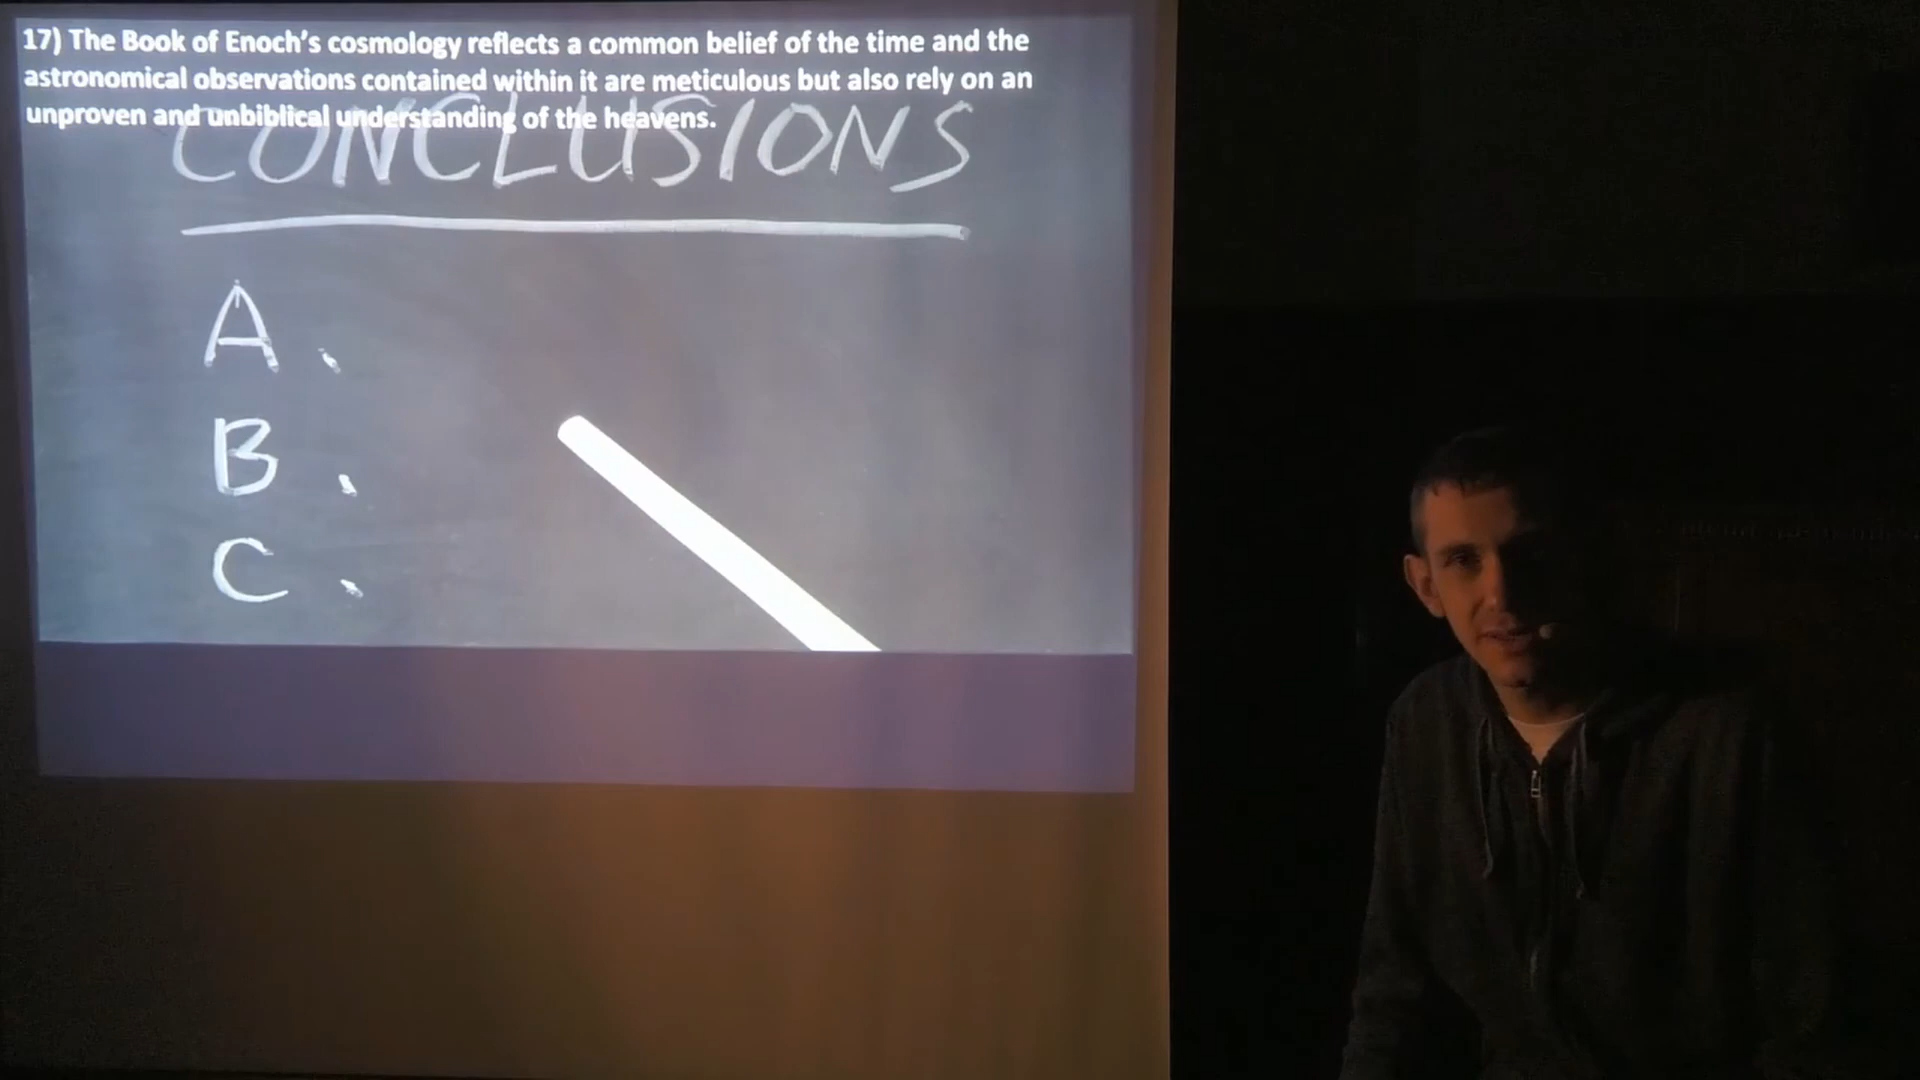 17) The Book of Enoch's cosmology reflects a common belief of the time and the
astronomical observations contained within it are meticulous but also rely on an
unproven and unbiblical understanding of the heavens.
CONCLUSIONS
A.
B.
C.